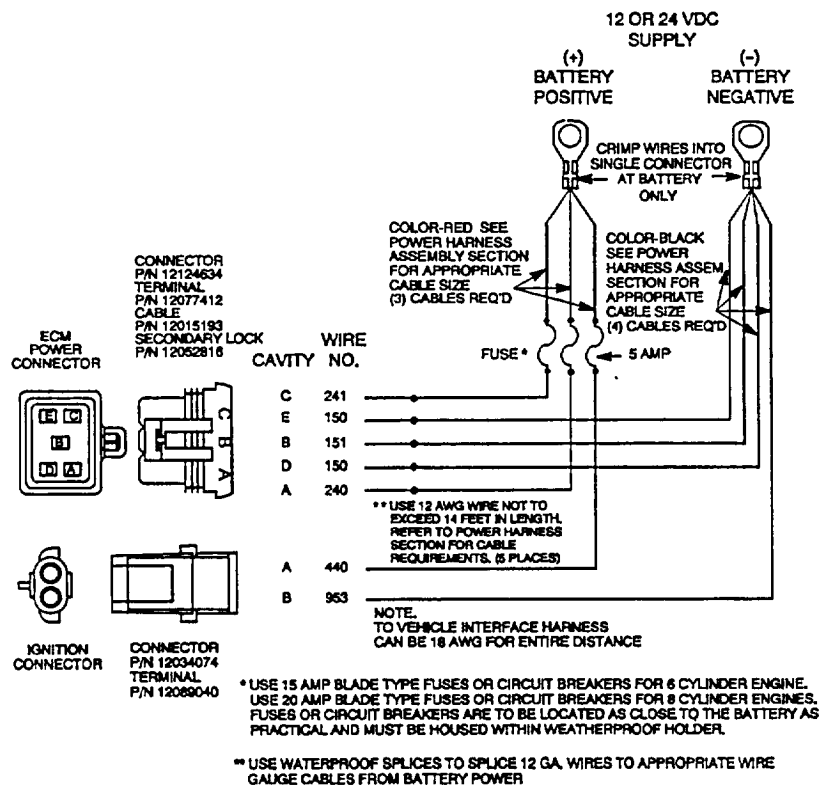 12 OR 24 VDC
SUPPLY
(+)
BATTERY
POSITIVE
(-)
BATTERY
NEGATIVE
CRIMP WIRES INTO
SINGLE CONNECTOR
AT BATTERY
ONLY
COLOR-RED SEE
POWER HARNESS
ASSEMBLY SECTION
FOR APPROPRIATE
CABLE SIZE
(3) CABLES REQ'D
COLOR-BLACK
SEE POWER
HARNESS ASSEM.
SECTION FOR
APPROPRIATE
CABLE SIZE
(4) CABLES REQ'D
CONNECTOR
P/N 12124634
TERMINAL
P/N 12077412
CABLE
P/N 12015193
SECONDARY LOCK
P/N 12052816
ECM
POWER
CONNECTOR
CAVITY
WIRE
NO.
FUSE *
5 AMP
E C
B
D A
C
B
A
C 241
E 150
B 151
D 150
A 240
** USE 12 AWG WIRE NOT TO
EXCEED 14 FEET IN LENGTH.
REFER TO POWER HARNESS
SECTION FOR CABLE
REQUIREMENTS. (5 PLACES)
A 440
B 953
NOTE.
TO VEHICLE INTERFACE HARNESS
CAN BE 18 AWG FOR ENTIRE DISTANCE
IGNITION
CONNECTOR
CONNECTOR
P/N 12034074
TERMINAL
P/N 12089040
* USE 15 AMP BLADE TYPE FUSES OR CIRCUIT BREAKERS FOR 6 CYLINDER ENGINE.
USE 20 AMP BLADE TYPE FUSES OR CIRCUIT BREAKERS FOR 8 CYLINDER ENGINES.
FUSES OR CIRCUIT BREAKERS ARE TO BE LOCATED AS CLOSE TO THE BATTERY AS
PRACTICAL AND MUST BE HOUSED WITHIN WEATHERPROOF HOLDER.
** USE WATERPROOF SPLICES TO SPLICE 12 GA. WIRES TO APPROPRIATE WIRE
GAUGE CABLES FROM BATTERY POWER